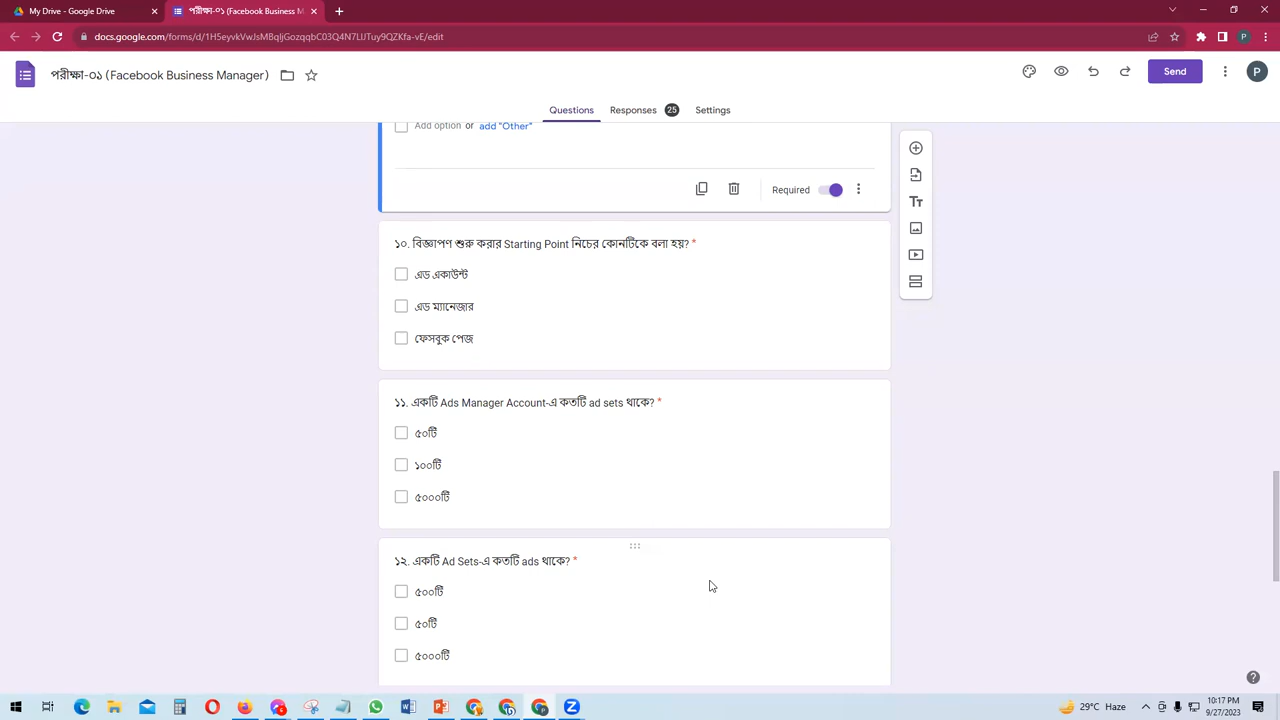 My Drive - Google Drive
পরীক্ষা-০১ (Facebook Business M
docs.google.com/forms/d/1H5eyvkVwJsMBqIjGozqqbC03Q4N7LIJTuy9QZKfa-vE/edit
পরীক্ষা-০১ (Facebook Business Manager)
Send
P
Questions
Responses 25
Settings
Add option or add "Other"
Required
১০. বিজ্ঞাপণ শুরু করার Starting Point নিচের কোনটিকে বলা হয়? *
এড একাউন্ট
এড ম্যানেজার
ফেসবুক পেজ
১১. একটি Ads Manager Account-এ কতটি ad sets থাকে? *
৫০টি
১০০টি
৫০০০টি
১২. একটি Ad Sets-এ কতটি ads থাকে? *
৫০০টি
৫০টি
৫০০০টি
29°C Haze
10:17 PM
9/27/2023